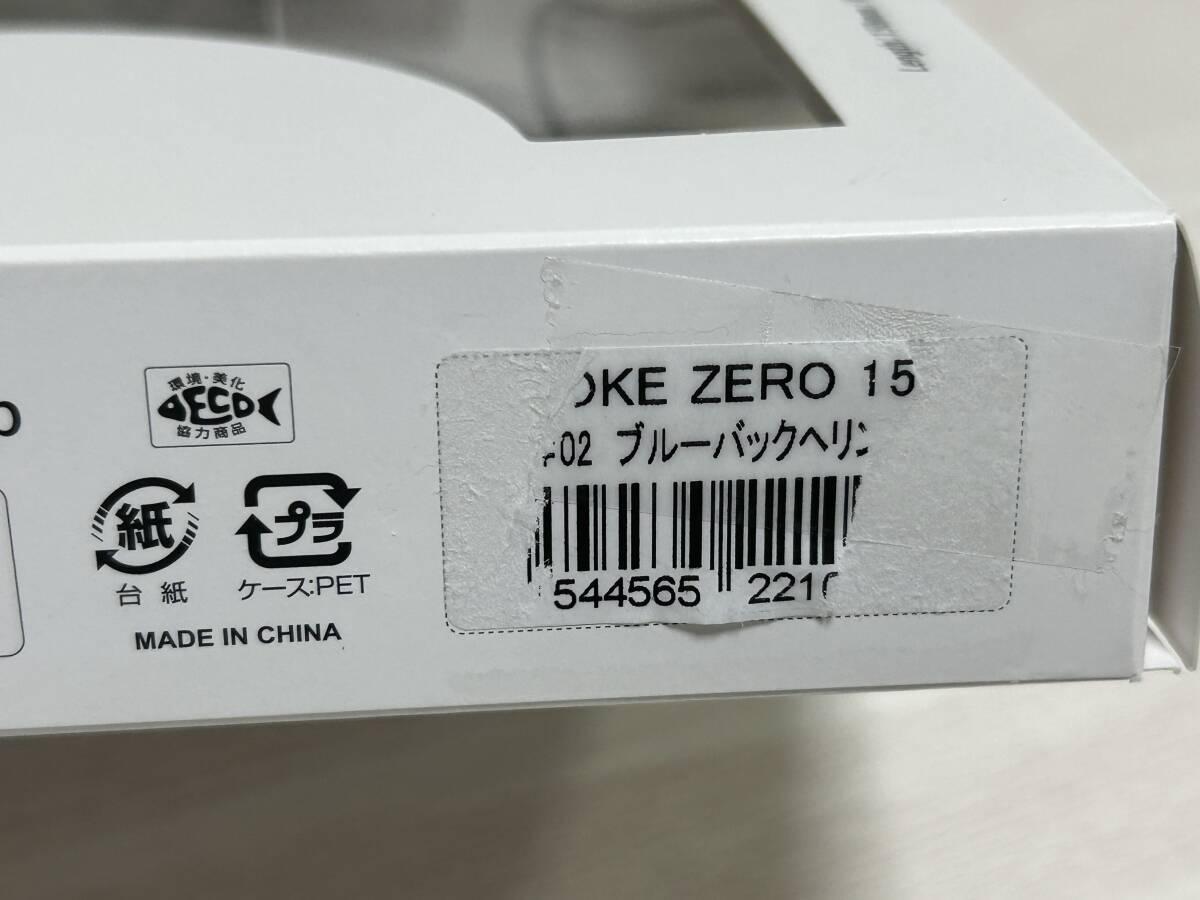 環境・美化
ECO
協力商品
紙
プラ
台紙
ケース:PET
MADE IN CHINA
OKE ZERO 15
#02 ブルーバックヘリン
544565 2210